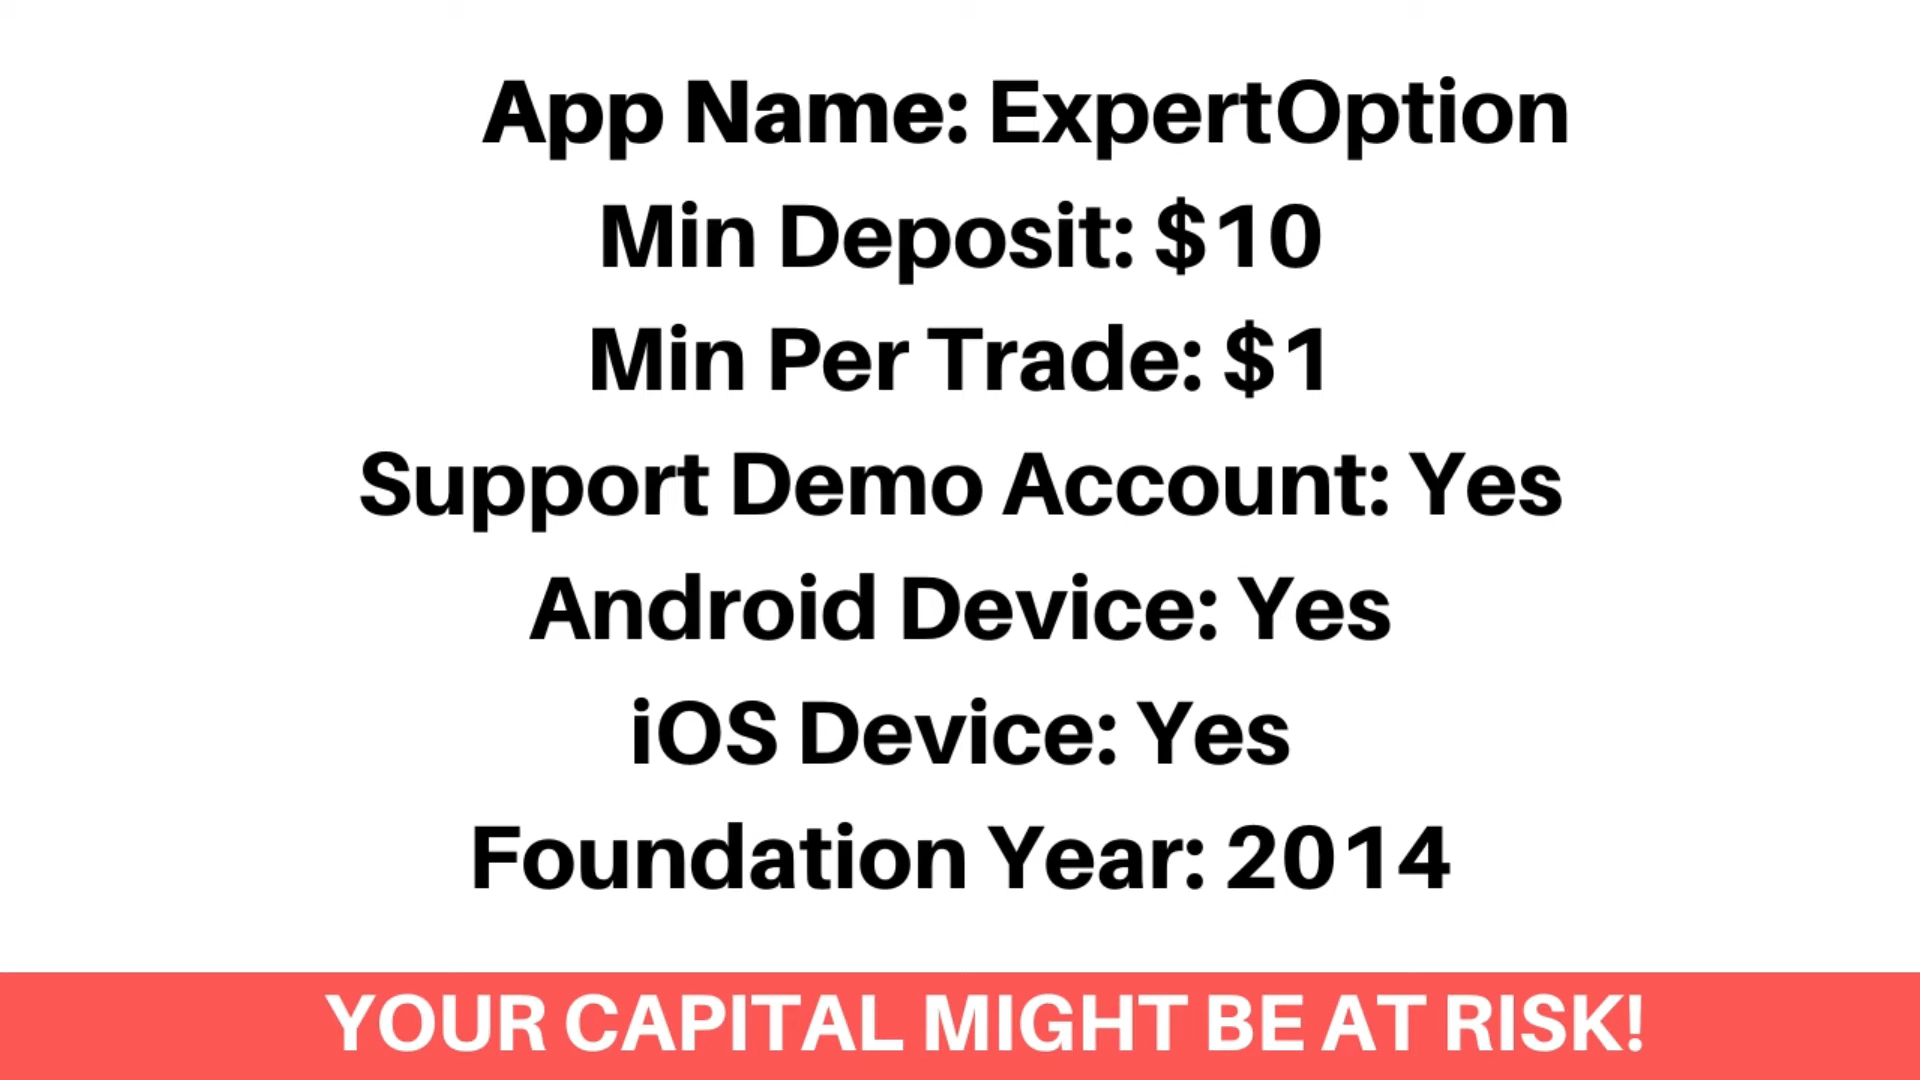 App Name: ExpertOption
Min Deposit: $10
Min Per Trade: $1
Support Demo Account: Yes
Android Device: Yes
iOS Device: Yes
Foundation Year: 2014
YOUR CAPITAL MIGHT BE AT RISK!